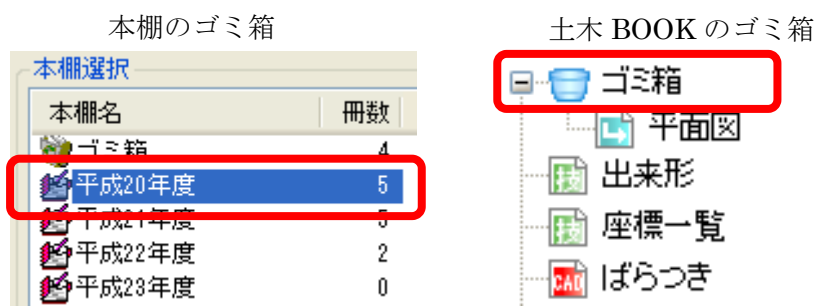 本棚のゴミ箱
本棚選択
本棚名 冊数
ゴミ箱 4
平成20年度 5
平成21年度 5
平成22年度 2
平成23年度 0
土木 BOOK のゴミ箱
ゴミ箱
平面図
技 出来形
技 座標一覧
CAD ばらつき